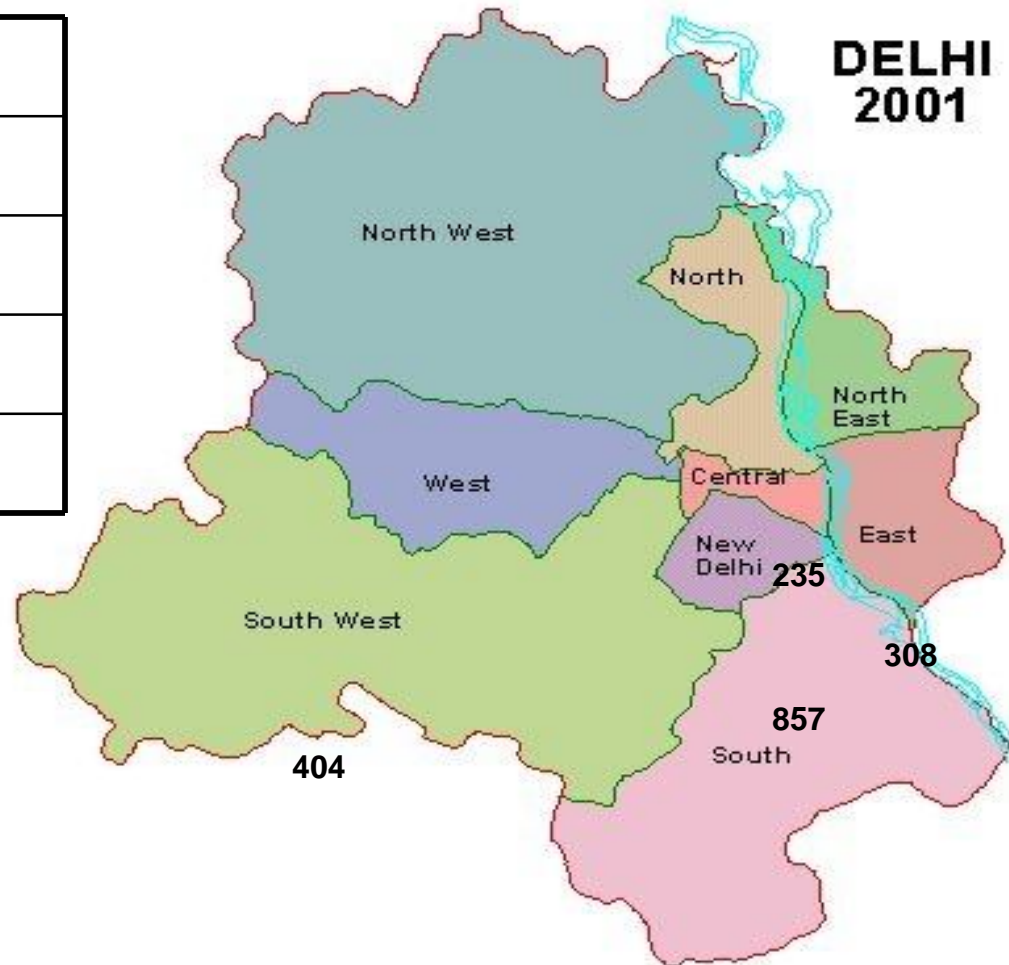 DELHI
2001
North West
North
North
East
West
Central
New
Delhi
East
235
South West
308
857
South
404